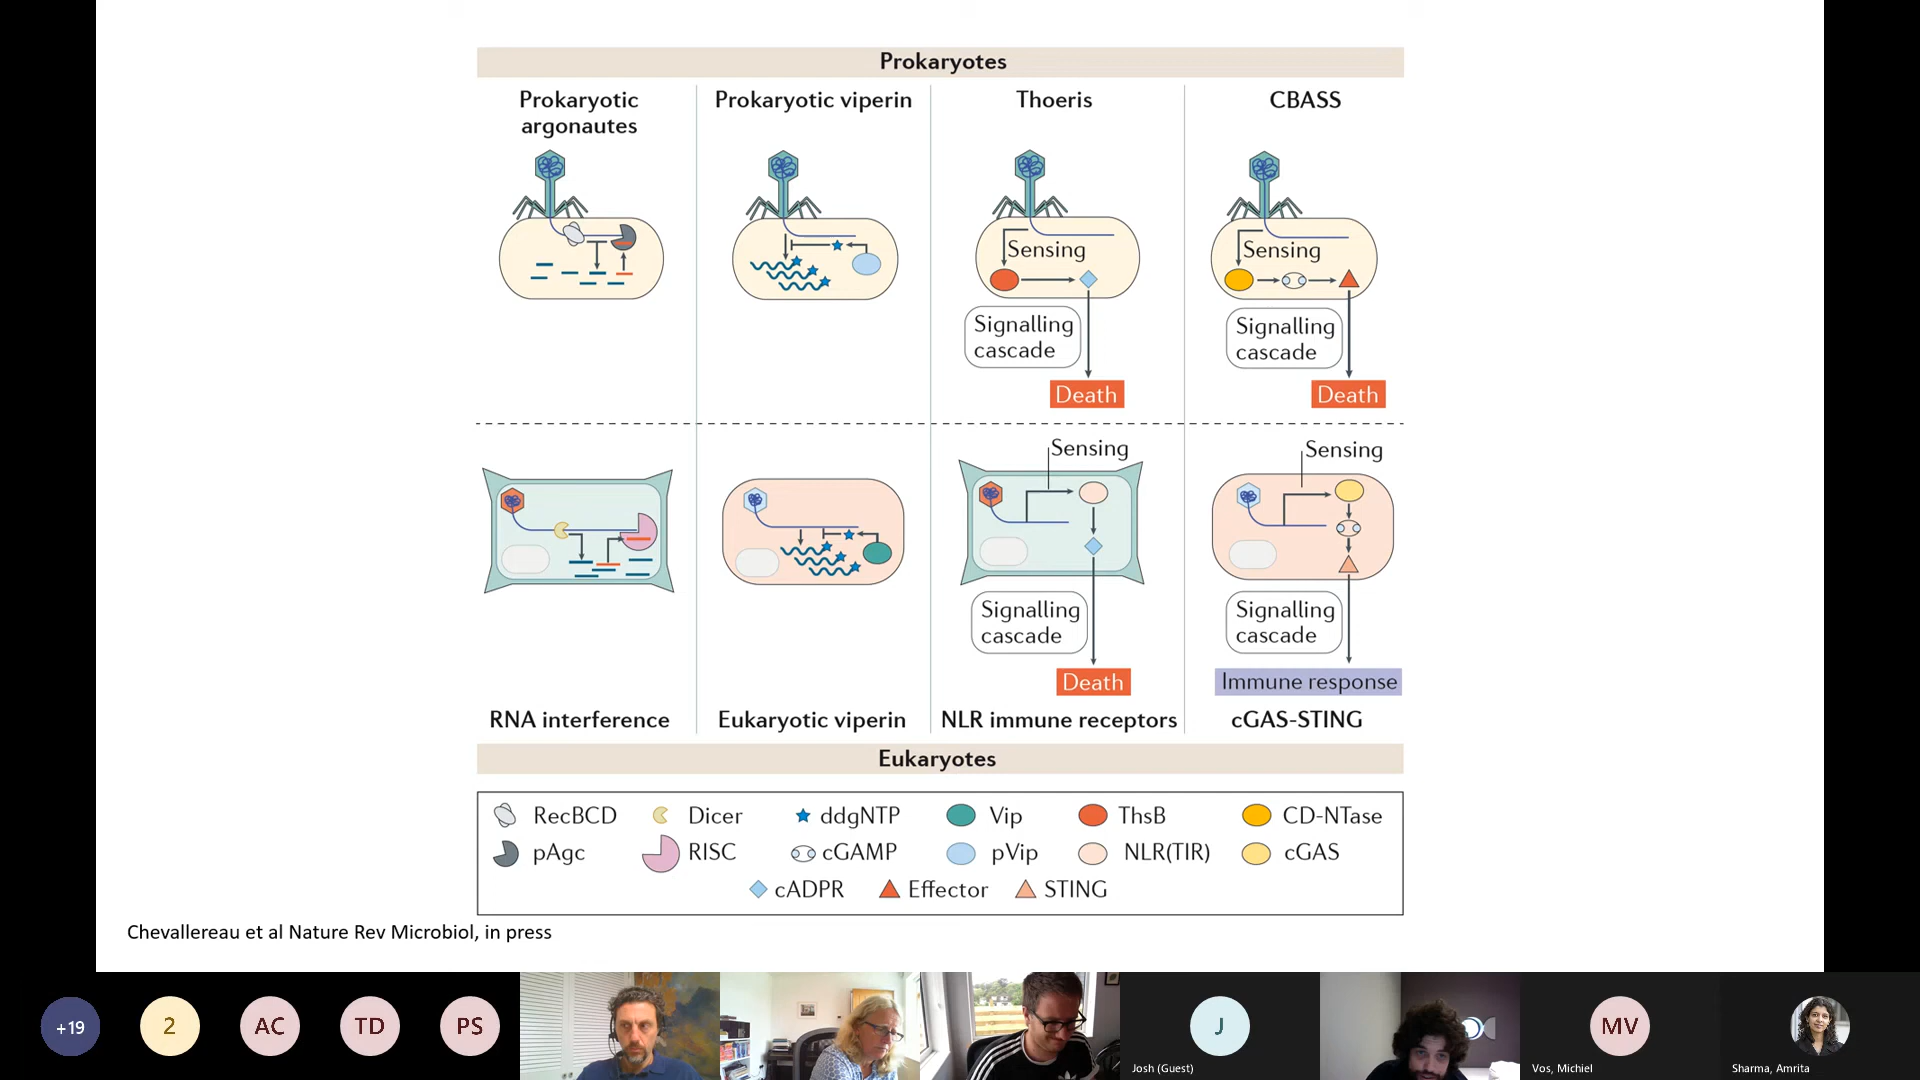 Prokaryotes
Prokaryotic
argonautes
Prokaryotic viperin
Thoeris
CBASS
Sensing
Sensing
Signalling
cascade
Signalling
cascade
Death
Death
Sensing
Sensing
Signalling
cascade
Signalling
cascade
Death
Immune response
RNA interference
Eukaryotic viperin
NLR immune receptors
cGAS-STING
Eukaryotes
RecBCD
Dicer
ddgNTP
Vip
ThsB
CD-NTase
pAgc
RISC
cGAMP
pVip
NLR(TIR)
cGAS
cADPR
Effector
STING
Chevallereau et al Nature Rev Microbiol, in press
+19
2
AC
TD
PS
J
Josh (Guest)
MV
Vos, Michiel
Sharma, Amrita